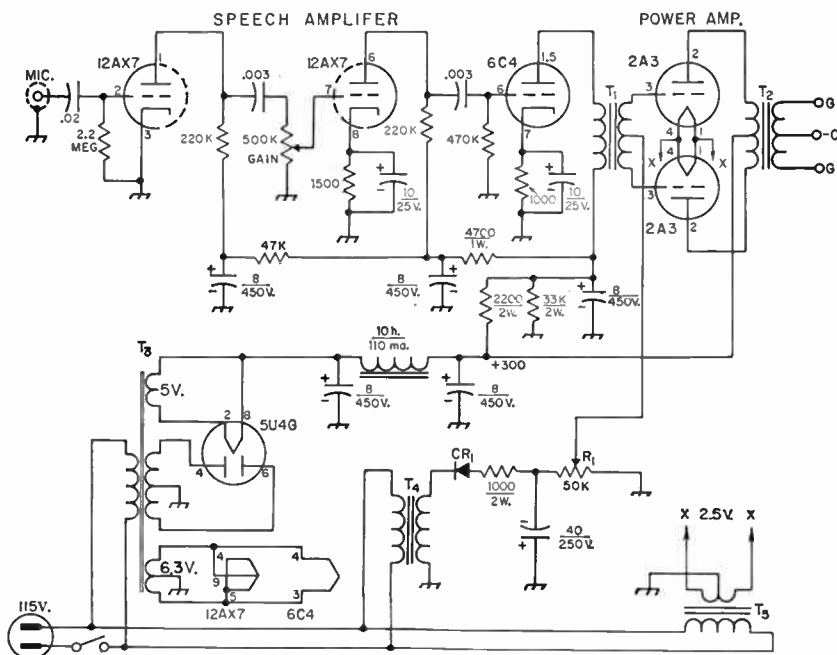 SPEECH AMPLIFER
POWER AMP.
12AX7
12AX7
6C4
2A3
MIC.
1
2
3
.02
2.2
MEG
220K
.003
500K
GAIN
6
7
8
1500
10
25V.
220K
.003
470K
1,5
6
7
1000
10
25V.
T1
2
3
4
1
X
X
4
1
3
2
2A3
T2
G
-C
G
47K
4700
1W.
8
450V.
8
450V.
2200
2W.
33K
2W.
8
450V.
T3
5V.
2
8
5U4G
4
6
10h.
110 ma.
8
450V.
8
450V.
+300
T4
CR1
1000
2W.
R1
50K
40
250V.
X
2.5V.
X
T5
6.3V.
4
9
5
12AX7
4
3
6C4
115V.